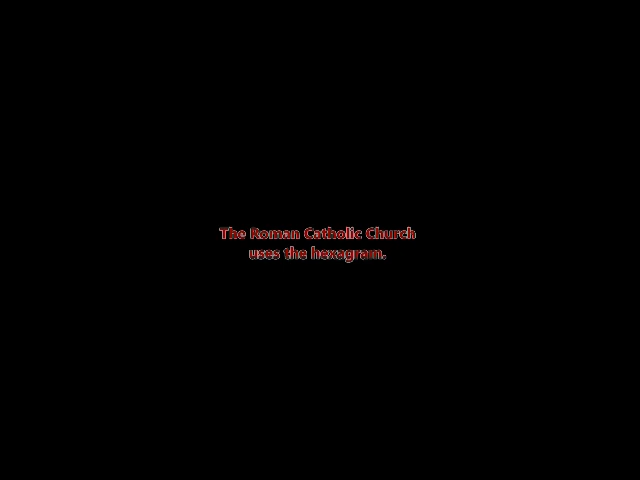 The Roman Catholic Church
uses the hexagram.